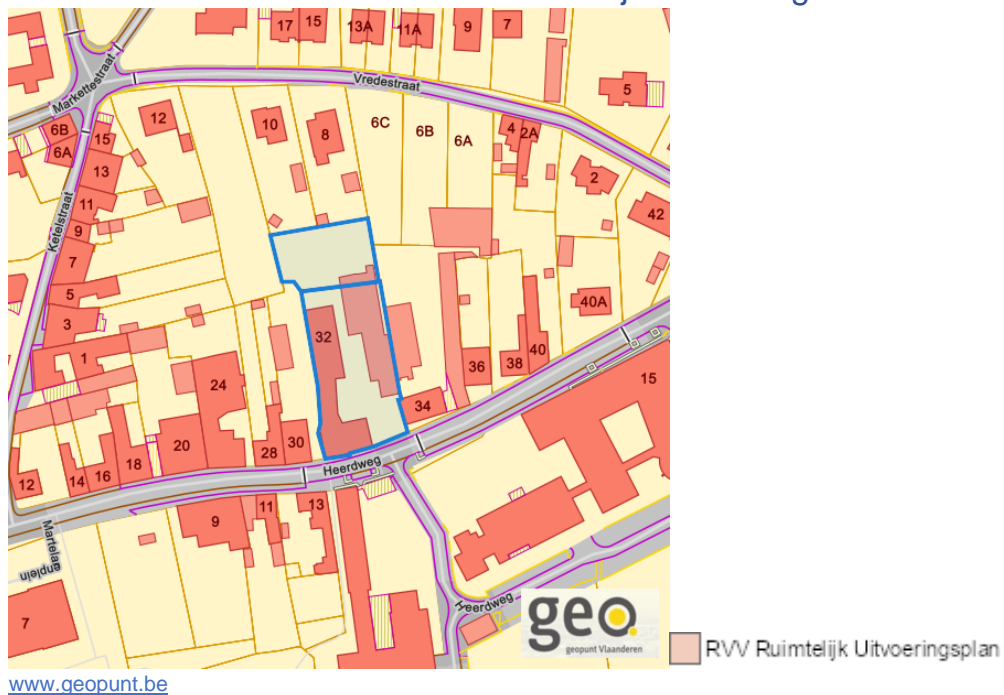 17 15 13A 11A 9 7
5
Markettestraat
Vredestraat
12 10 8 6C 6B 6A 4 2A
6B
6A
15
13
11
9
7
5
3
1
Ketelstraat
2
42
40A
32
24
36 38 40
34
15
20
28 30
12 14 16 18
Heerdweg
9 11 13
Martelaenplein
7
Heerdweg
geo
geopunt Vlaanderen
RVV Ruimtelijk Uitvoeringsplan
www.geopunt.be